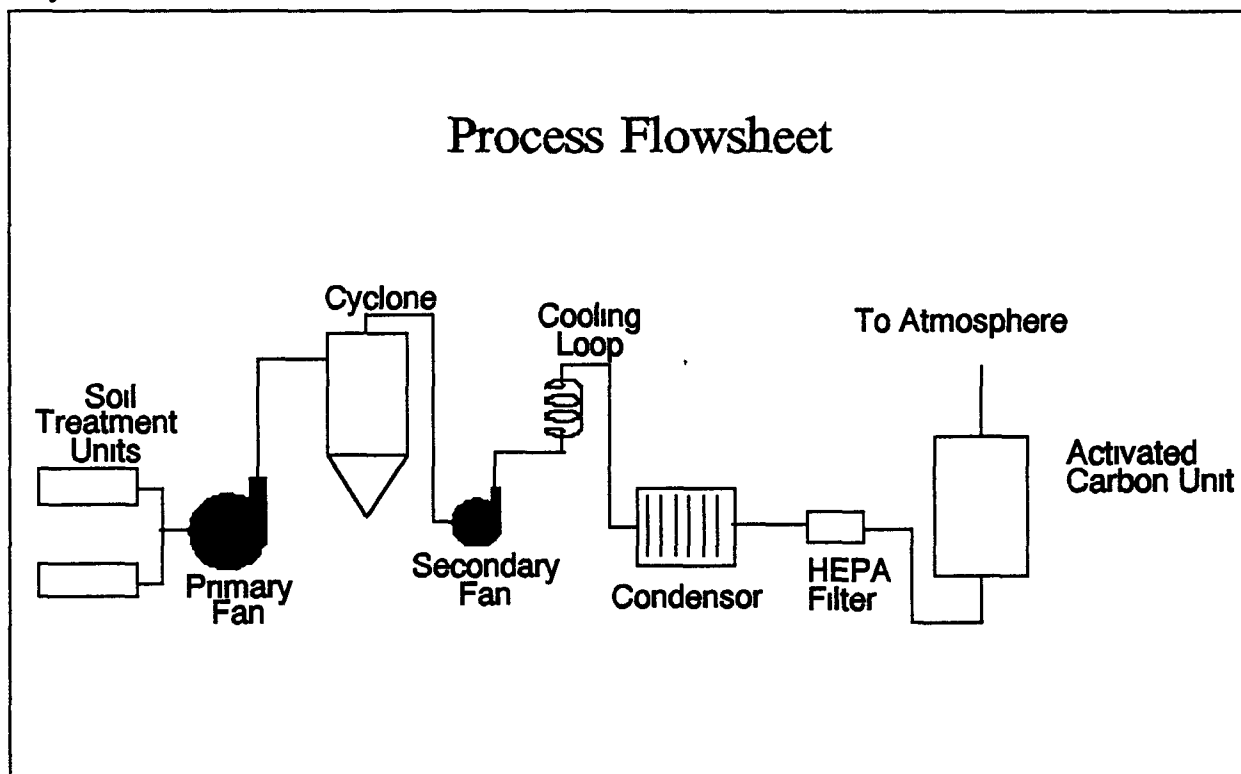 Process Flowsheet
Cyclone
Cooling
Loop
To Atmosphere
Soil
Treatment
Units
Activated
Carbon Unit
Primary
Fan
Secondary
Fan
Condensor
HEPA
Filter